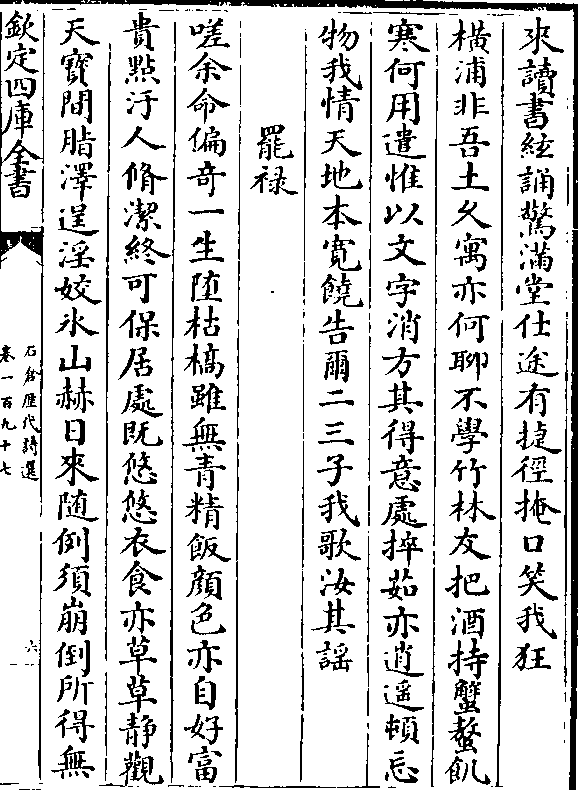 來讀書絃誦驚滿堂仕途有捷徑掩口笑我狂
橫浦非吾土久寓亦何聊不學竹林友把酒持蟹螯飢
寒何用遣惟以文字消方其得意處捽茹亦逍遥頓忘
物我情天地本寛饒告爾二三子我歌汝其謡
罷禄
嗟余命偏竒一生堕枯槁雖無青精飯顔色亦自好富
貴點汙人脩潔終可保居處既悠悠衣食亦草草静觀
天寶間脂澤逞淫姣氷山赫日來随例須崩倒所得無
欽定四庫全書
石倉歴代詩選
卷一百九十七
六